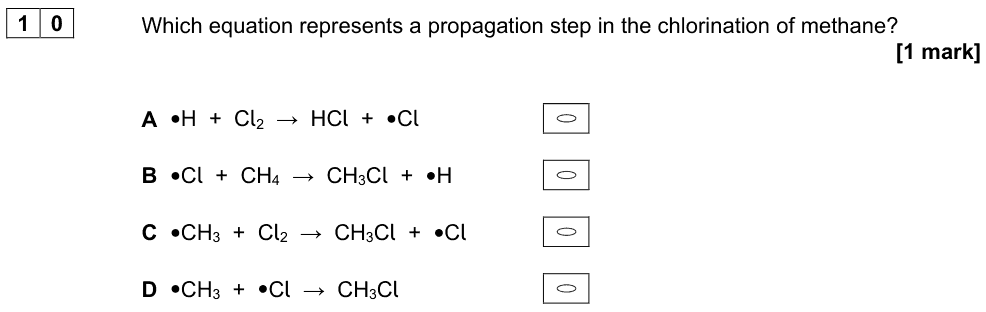 1 0 Which equation represents a propagation step in the chlorination of methane?
[1 mark]
A •H + Cl₂ → HCl + •Cl
B •Cl + CH₄ → CH₃Cl + •H
C •CH₃ + Cl₂ → CH₃Cl + •Cl
D •CH₃ + •Cl → CH₃Cl